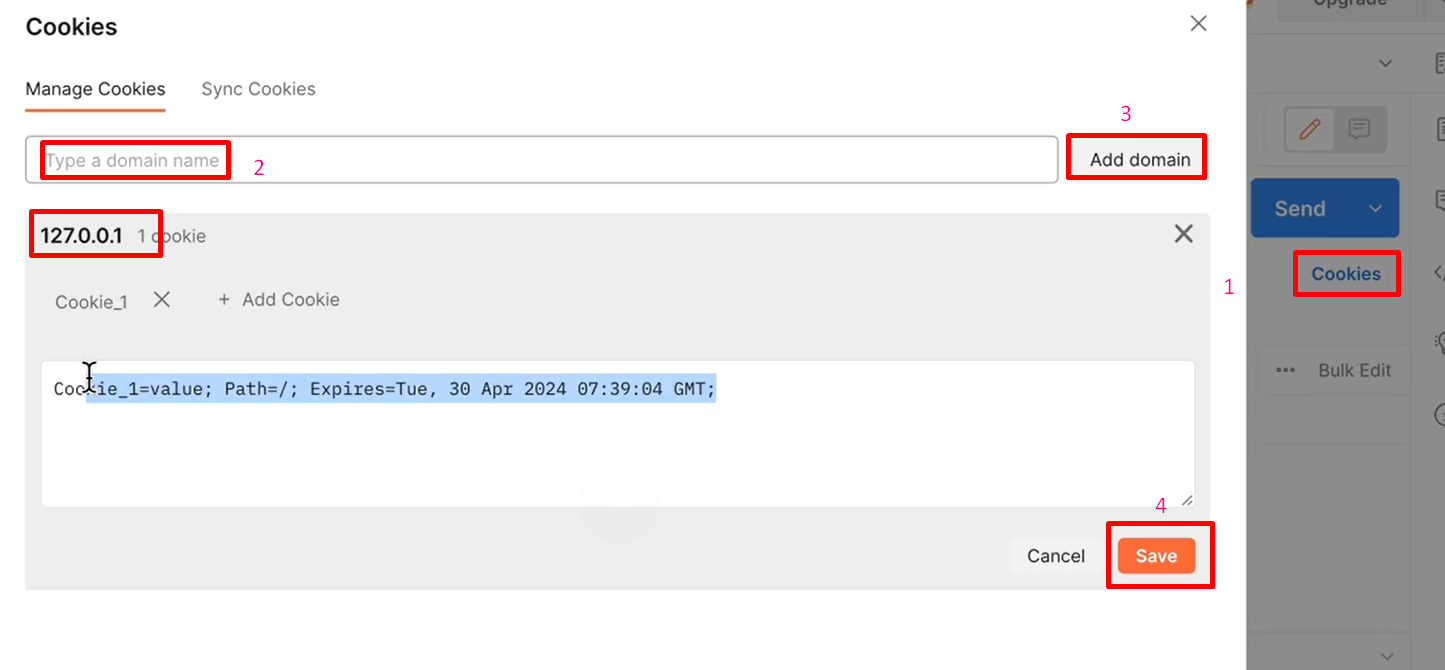 Cookies
Upgrade
Manage Cookies Sync Cookies
3
Type a domain name 2 Add domain
Send
127.0.0.1 1 cookie
Cookies
1
Cookie_1 + Add Cookie
Bulk Edit
Cookie_1=value; Path=/; Expires=Tue, 30 Apr 2024 07:39:04 GMT;
4
Cancel Save